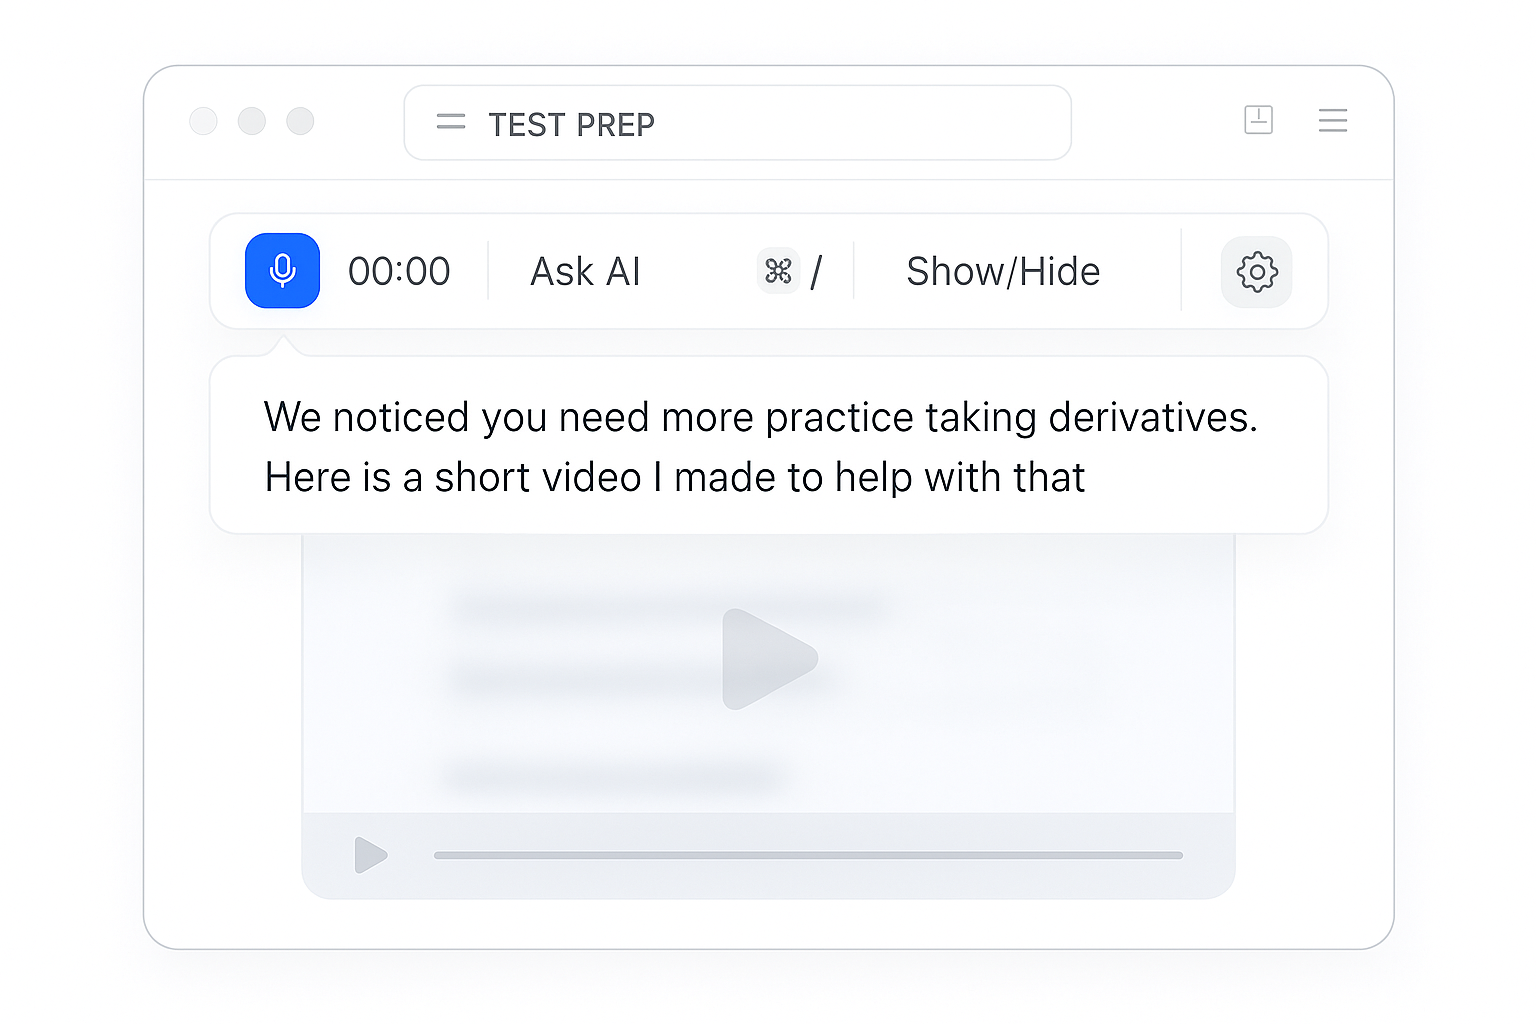 TEST PREP
00:00 Ask AI ⌘ / Show/Hide
We noticed you need more practice taking derivatives.
Here is a short video I made to help with that